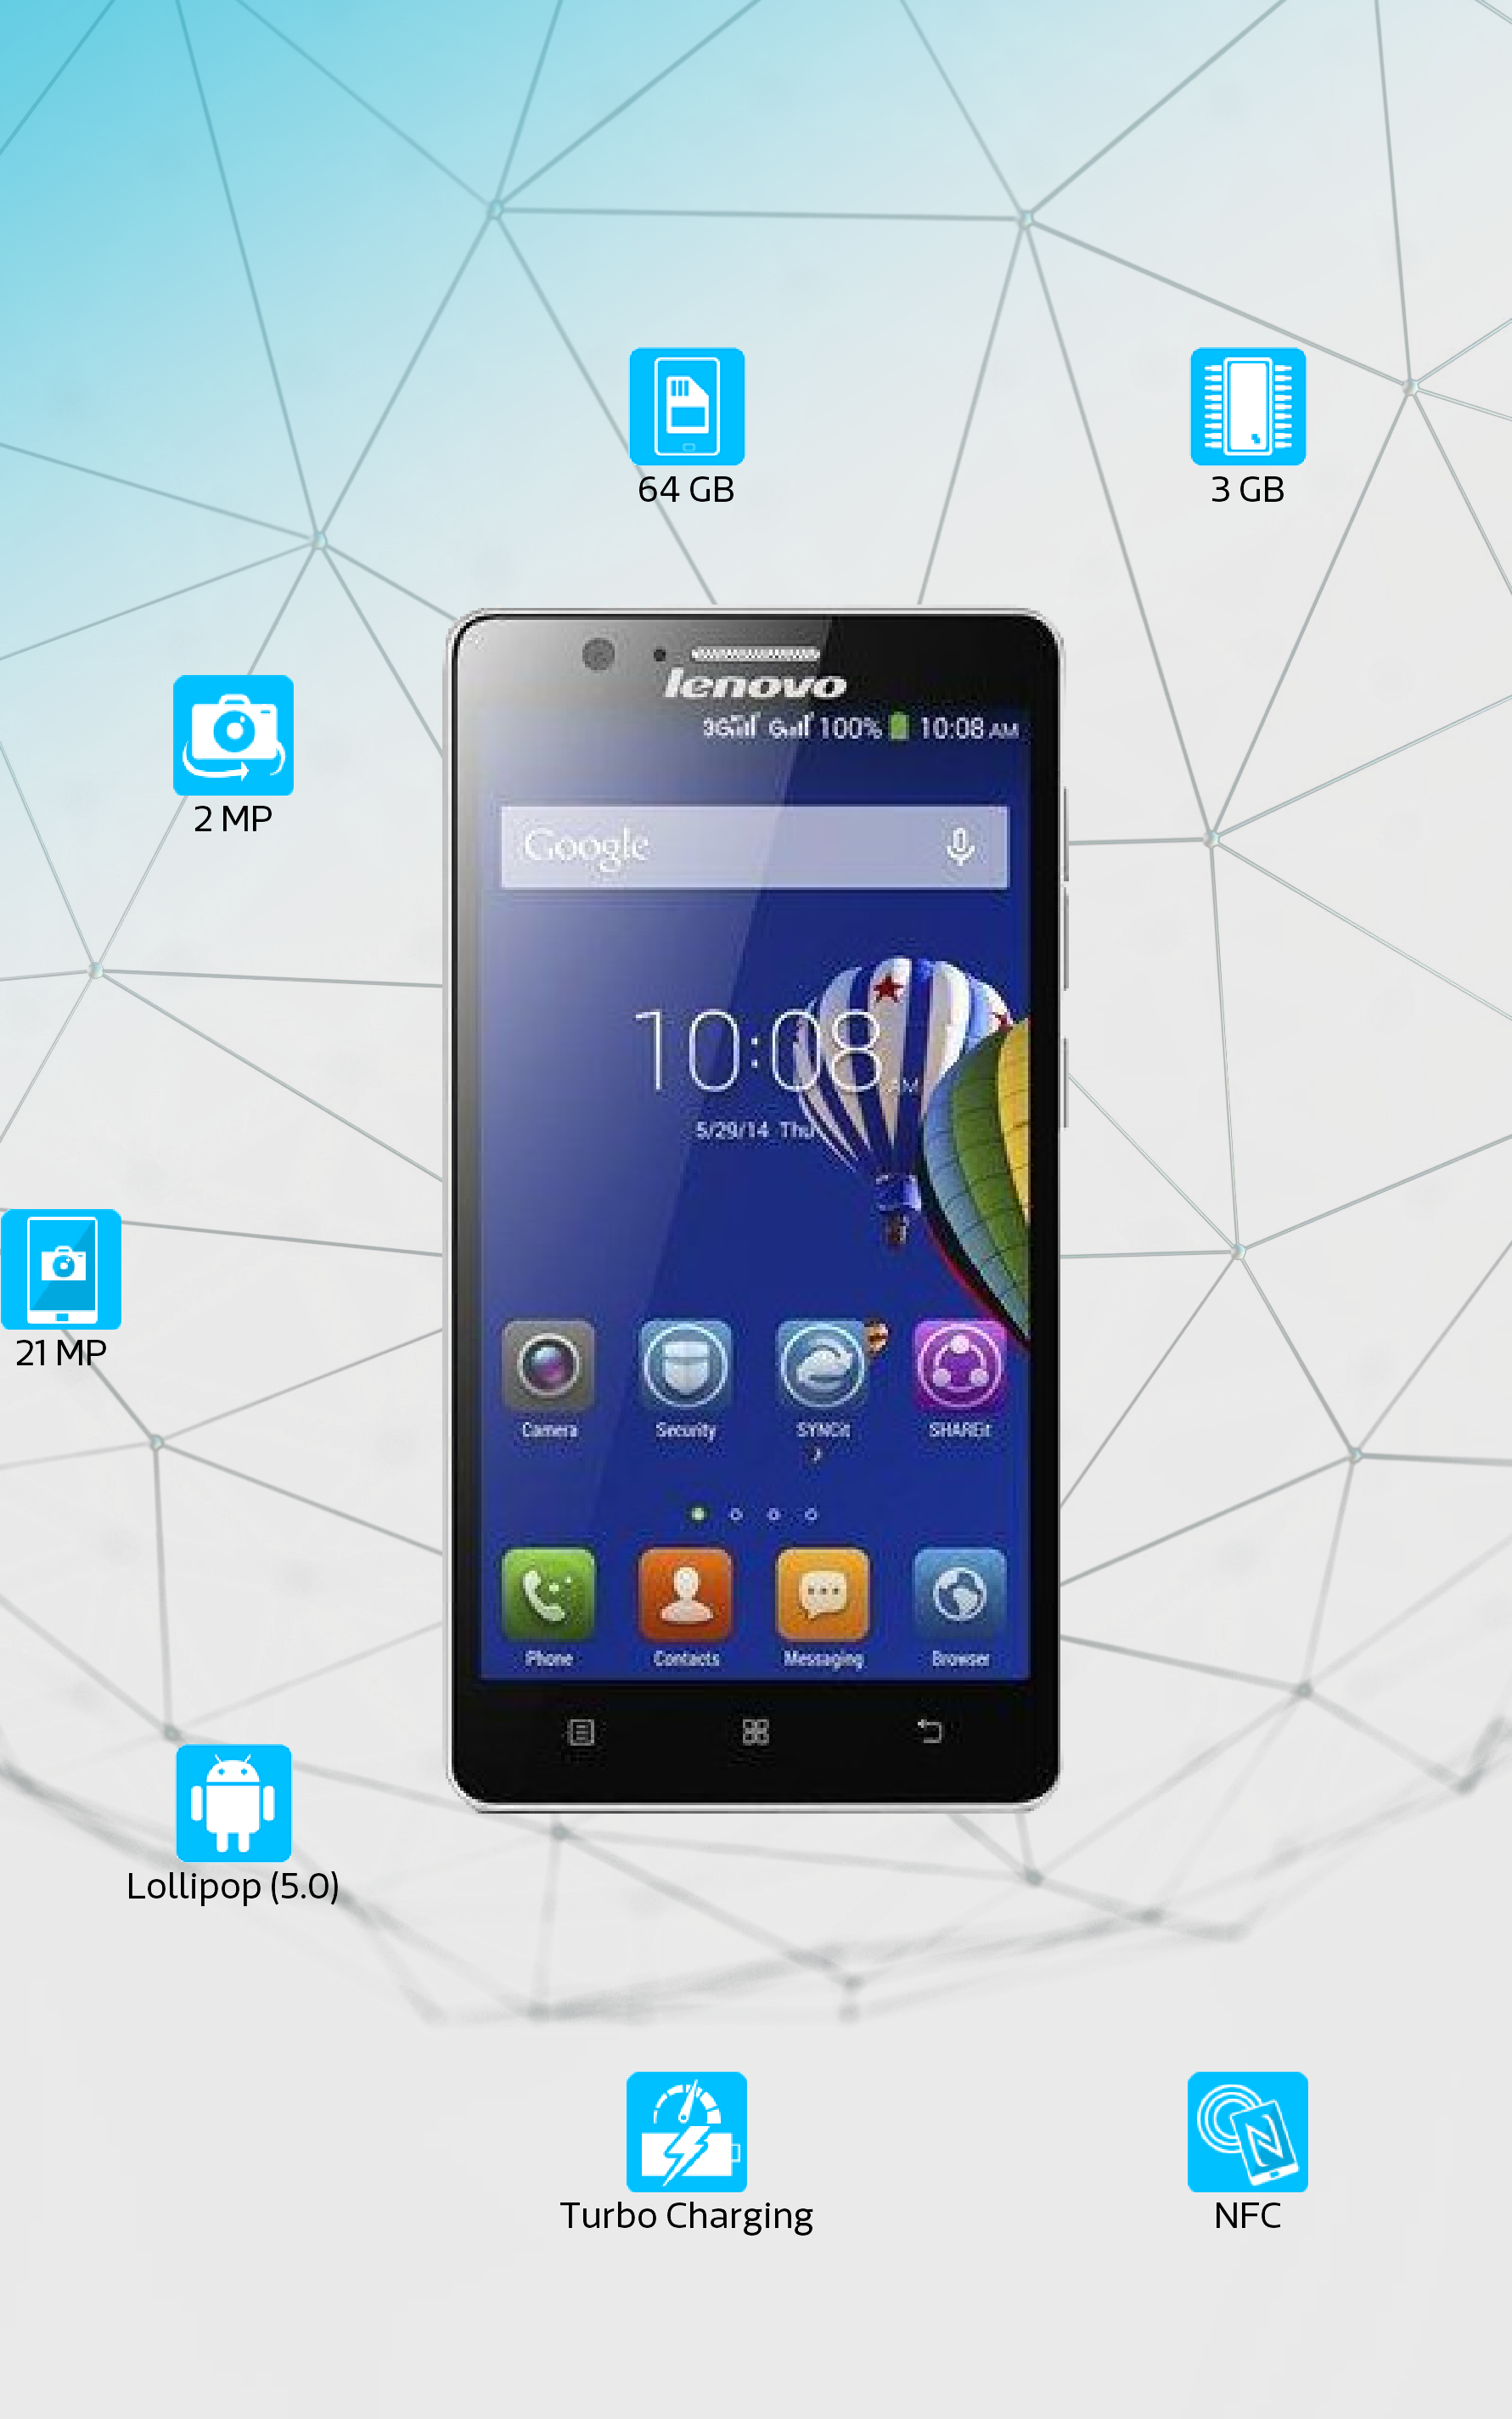 64 GB
3 GB
lenovo
3G G 100% 10:08 AM
2 MP
Google
10:08 AM
5/29/14 Thu
21 MP
Camera Security SYNCit SHAREit
Phone Contacts Messaging Browser
Lollipop (5.0)
Turbo Charging
NFC